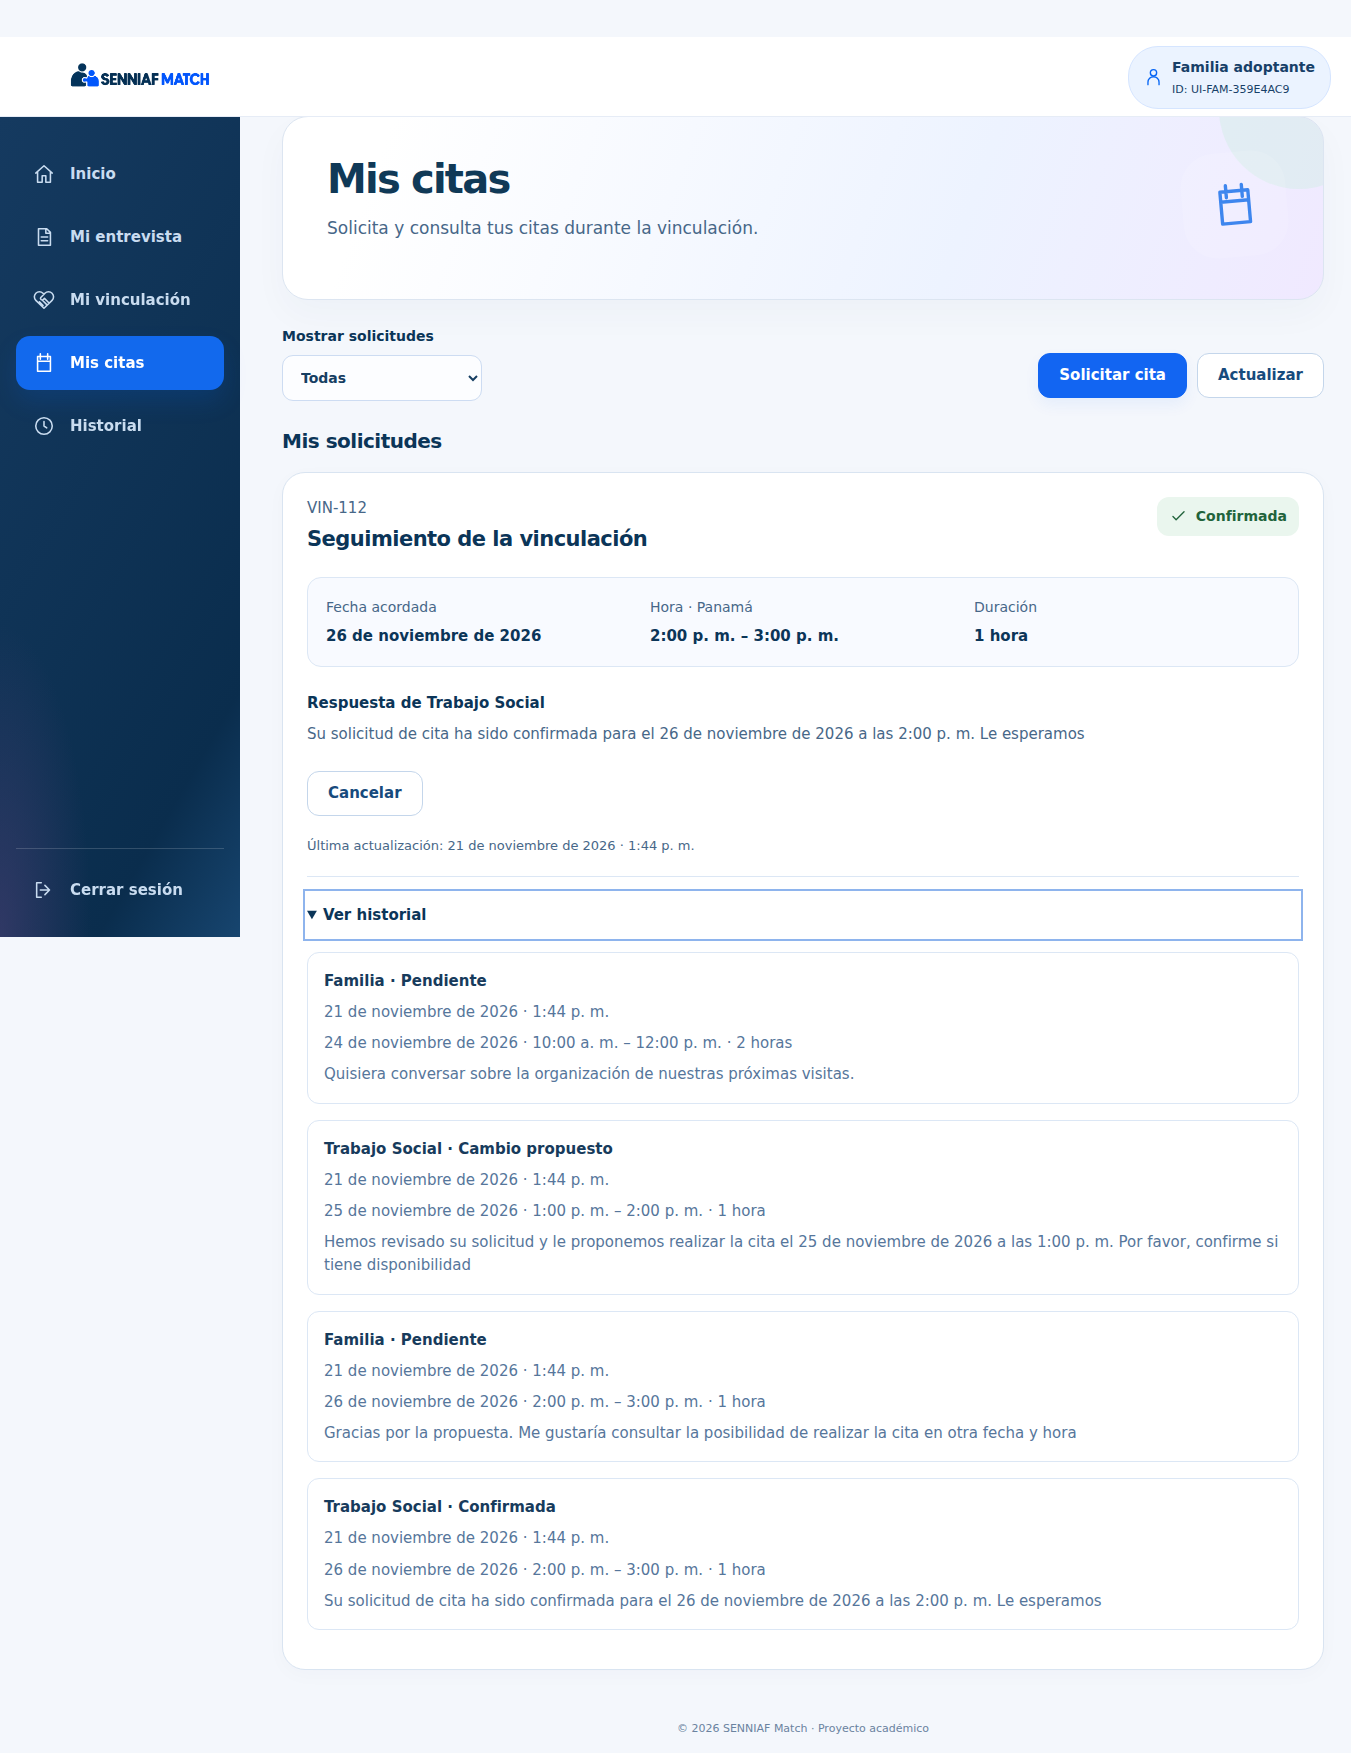 SENNIAF MATCH
Familia adoptante
ID: UI-FAM-359E4AC9
Inicio
Mi entrevista
Mi vinculación
Mis citas
Historial
Cerrar sesión
Mis citas
Solicita y consulta tus citas durante la vinculación.
Mostrar solicitudes
Todas
Solicitar cita
Actualizar
Mis solicitudes
VIN-112
Confirmada
Seguimiento de la vinculación
Fecha acordada
26 de noviembre de 2026
Hora · Panamá
2:00 p. m. – 3:00 p. m.
Duración
1 hora
Respuesta de Trabajo Social
Su solicitud de cita ha sido confirmada para el 26 de noviembre de 2026 a las 2:00 p. m. Le esperamos
Cancelar
Última actualización: 21 de noviembre de 2026 · 1:44 p. m.
Ver historial
Familia · Pendiente
21 de noviembre de 2026 · 1:44 p. m.
24 de noviembre de 2026 · 10:00 a. m. – 12:00 p. m. · 2 horas
Quisiera conversar sobre la organización de nuestras próximas visitas.
Trabajo Social · Cambio propuesto
21 de noviembre de 2026 · 1:44 p. m.
25 de noviembre de 2026 · 1:00 p. m. – 2:00 p. m. · 1 hora
Hemos revisado su solicitud y le proponemos realizar la cita el 25 de noviembre de 2026 a las 1:00 p. m. Por favor, confirme si
tiene disponibilidad
Familia · Pendiente
21 de noviembre de 2026 · 1:44 p. m.
26 de noviembre de 2026 · 2:00 p. m. – 3:00 p. m. · 1 hora
Gracias por la propuesta. Me gustaría consultar la posibilidad de realizar la cita en otra fecha y hora
Trabajo Social · Confirmada
21 de noviembre de 2026 · 1:44 p. m.
26 de noviembre de 2026 · 2:00 p. m. – 3:00 p. m. · 1 hora
Su solicitud de cita ha sido confirmada para el 26 de noviembre de 2026 a las 2:00 p. m. Le esperamos
© 2026 SENNIAF Match · Proyecto académico